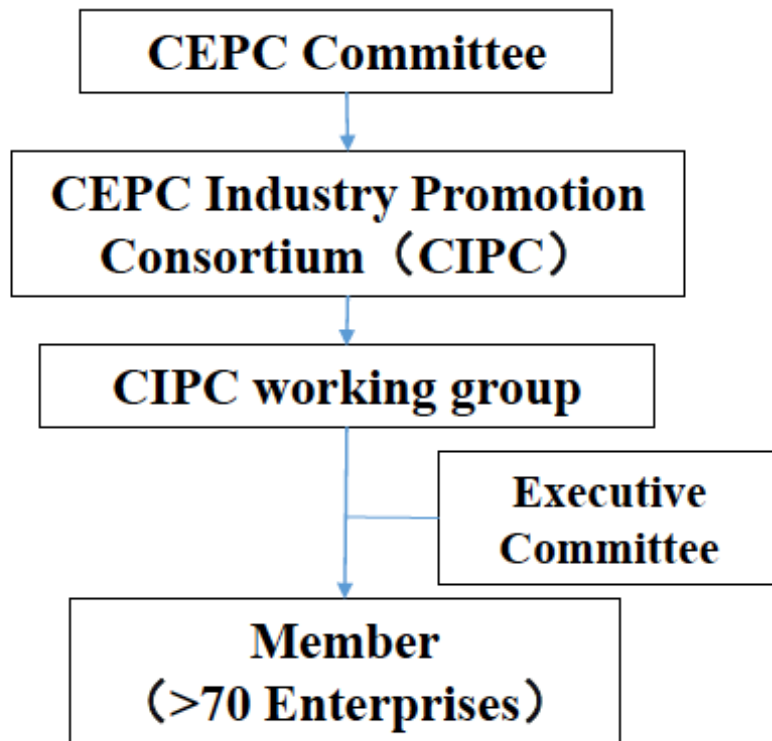 CEPC Committee
CEPC Industry Promotion
Consortium（CIPC）
CIPC working group
Executive
Committee
Member
（>70 Enterprises）